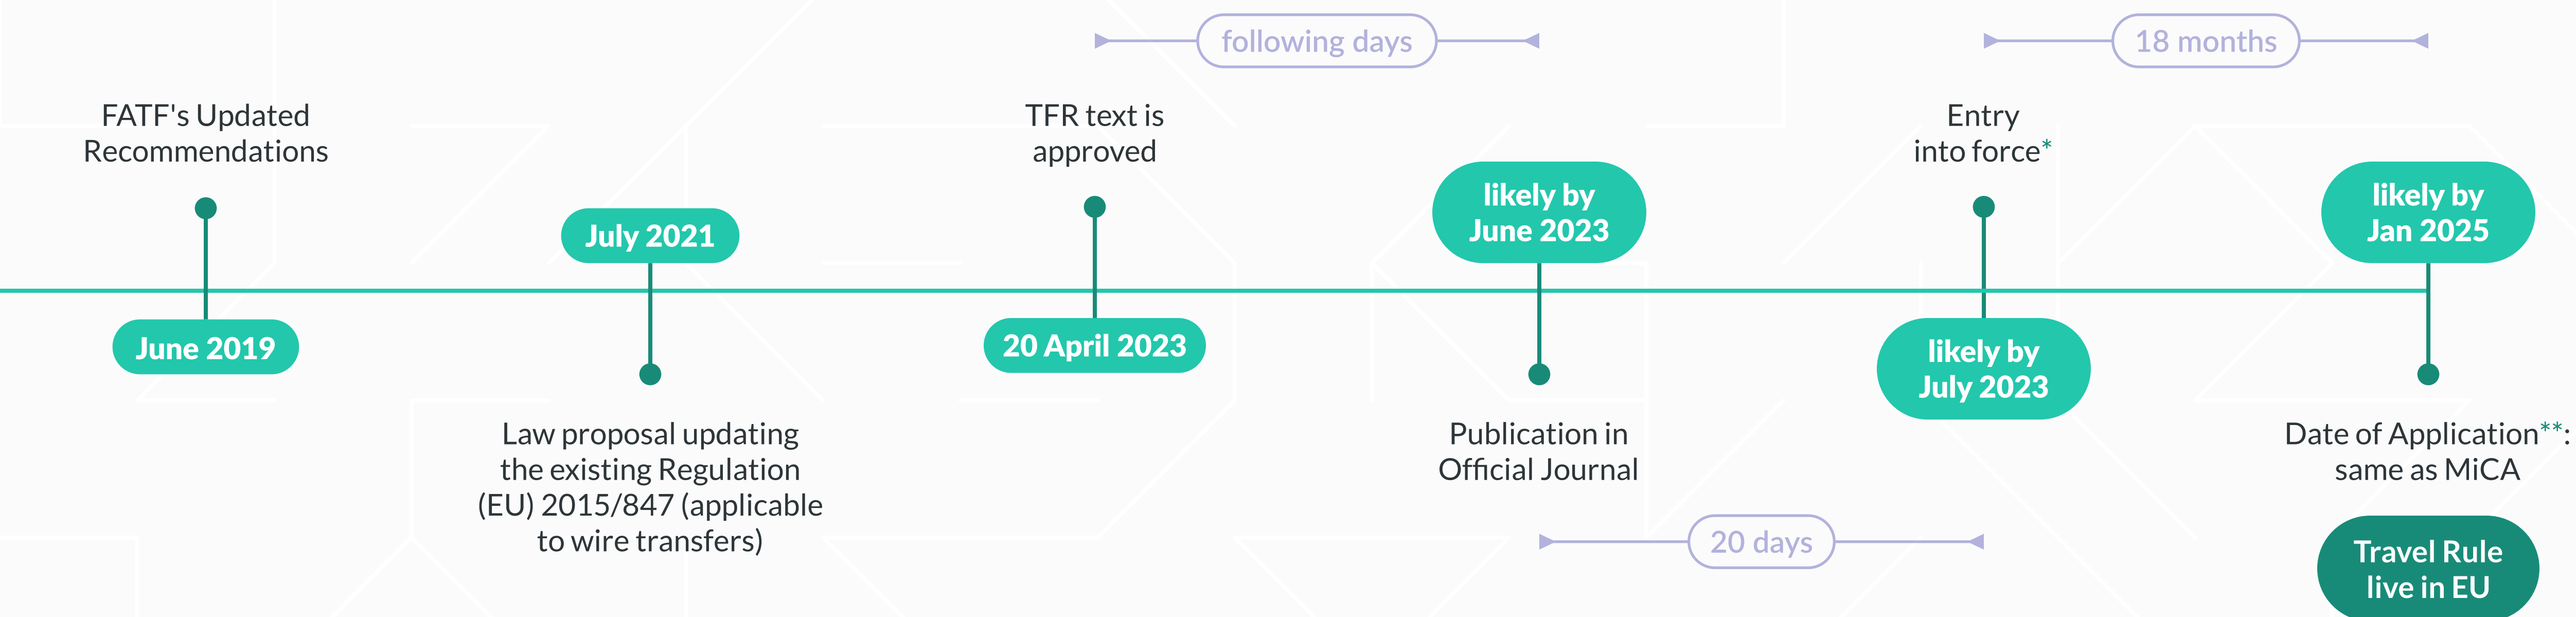 following days
18 months
FATF's Updated
Recommendations
June 2019
July 2021
Law proposal updating
the existing Regulation
(EU) 2015/847 (applicable
to wire transfers)
TFR text is
approved
20 April 2023
likely by
June 2023
Publication in
Official Journal
20 days
Entry
into force*
likely by
July 2023
likely by
Jan 2025
Date of Application**:
same as MiCA
Travel Rule
live in EU